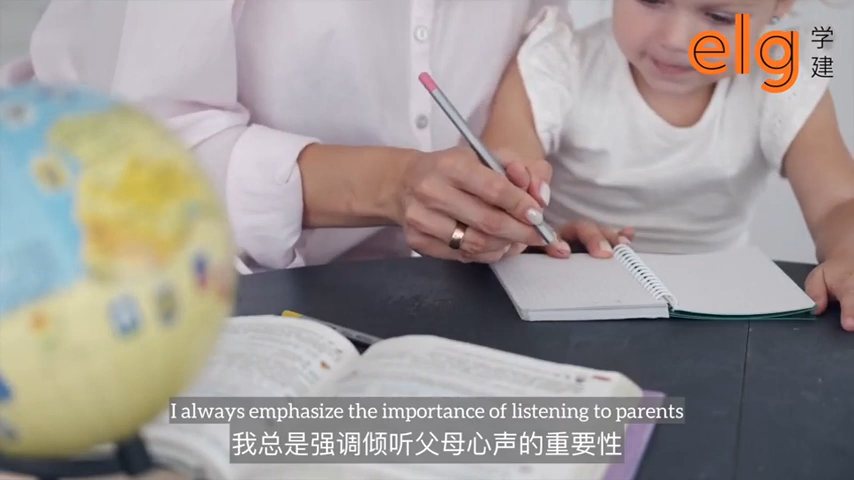 elg 学
建
I always emphasize the importance of listening to parents
我总是强调倾听父母心声的重要性